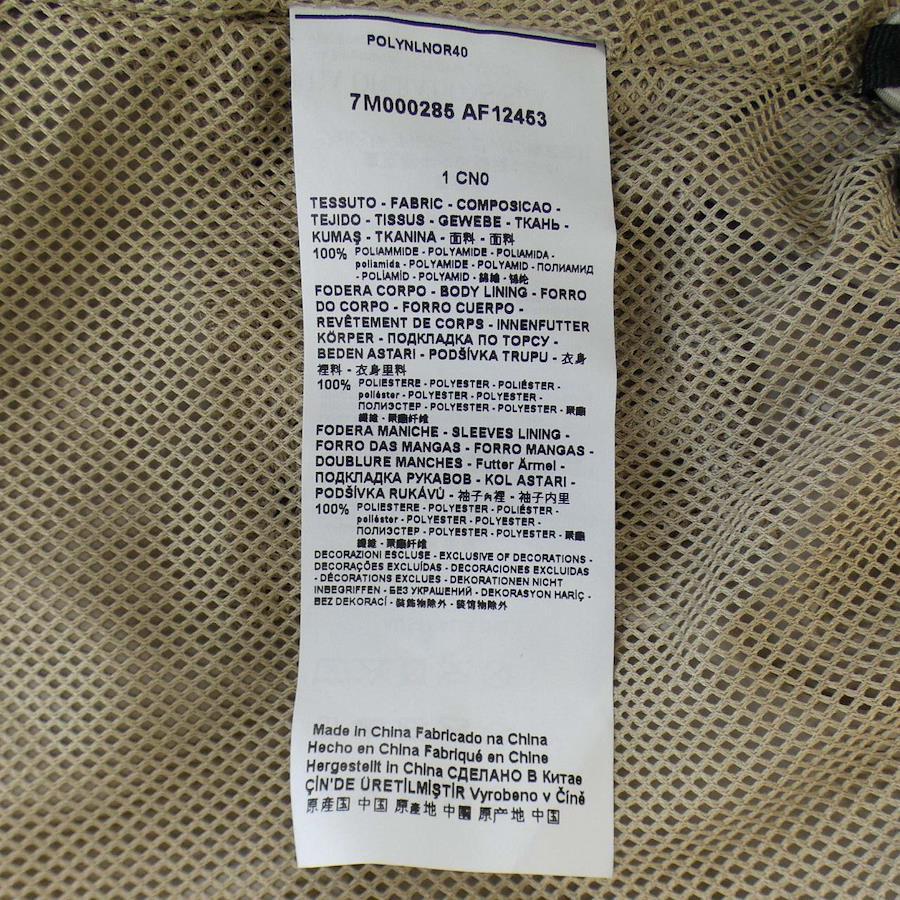 POLYNLNOR40
7M000285 AF12453
1 CN0
TESSUTO - FABRIC - COMPOSICAO -
TEJIDO - TISSUS - GEWEBE - ТКАНЬ -
KUMAŞ - TKANINA - 面料 - 面料
100% POLIAMMIDE - POLYAMIDE - POLIAMIDA -
poliamida - POLYAMIDE - POLYAMID - ПОЛИАМИД
- POLİAMİD - POLYAMID - 錦綸 - 锦纶
FODERA CORPO - BODY LINING - FORRO
DO CORPO - FORRO CUERPO -
REVÊTEMENT DE CORPS - INNENFUTTER
KÖRPER - ПОДКЛАДКА ПО ТОРСУ -
BEDEN ASTARI - PODŠÍVKA TRUPU - 衣身
裡料 - 衣身里料
100% POLIESTERE - POLYESTER - POLIÉSTER -
poliéster - POLYESTER - POLYESTER -
ПОЛИЭСТЕР - POLYESTER - POLYESTER - 聚酯
纖維 - 聚酯纤维
FODERA MANICHE - SLEEVES LINING -
FORRO DAS MANGAS - FORRO MANGAS -
DOUBLURE MANCHES - Futter Ärmel -
ПОДКЛАДКА РУКАВОВ - KOL ASTARI -
PODŠÍVKA RUKÁVŮ - 袖子內裡 - 袖子内里
100% POLIESTERE - POLYESTER - POLIÉSTER -
poliéster - POLYESTER - POLYESTER -
ПОЛИЭСТЕР - POLYESTER - POLYESTER - 聚酯
纖維 - 聚酯纤维
DECORAZIONI ESCLUSE - EXCLUSIVE OF DECORATIONS -
DECORAÇÕES EXCLUIDAS - DECORACIONES EXCLUIDAS
- DÉCORATIONS EXCLUES - DEKORATIONEN NICHT
INBEGRIFFEN - БЕЗ УКРАШЕНИЙ - DEKORASYON HARİÇ -
BEZ DEKORACÍ - 裝飾物除外 - 装饰物除外
Made in China Fabricado na China
Hecho en China Fabriqué en Chine
Hergestellt in China СДЕЛАНО В Китае
ÇİN'DE ÜRETİLMİŞTİR Vyrobeno v Číně
原産国 中国 原產地 中國 原产地 中国